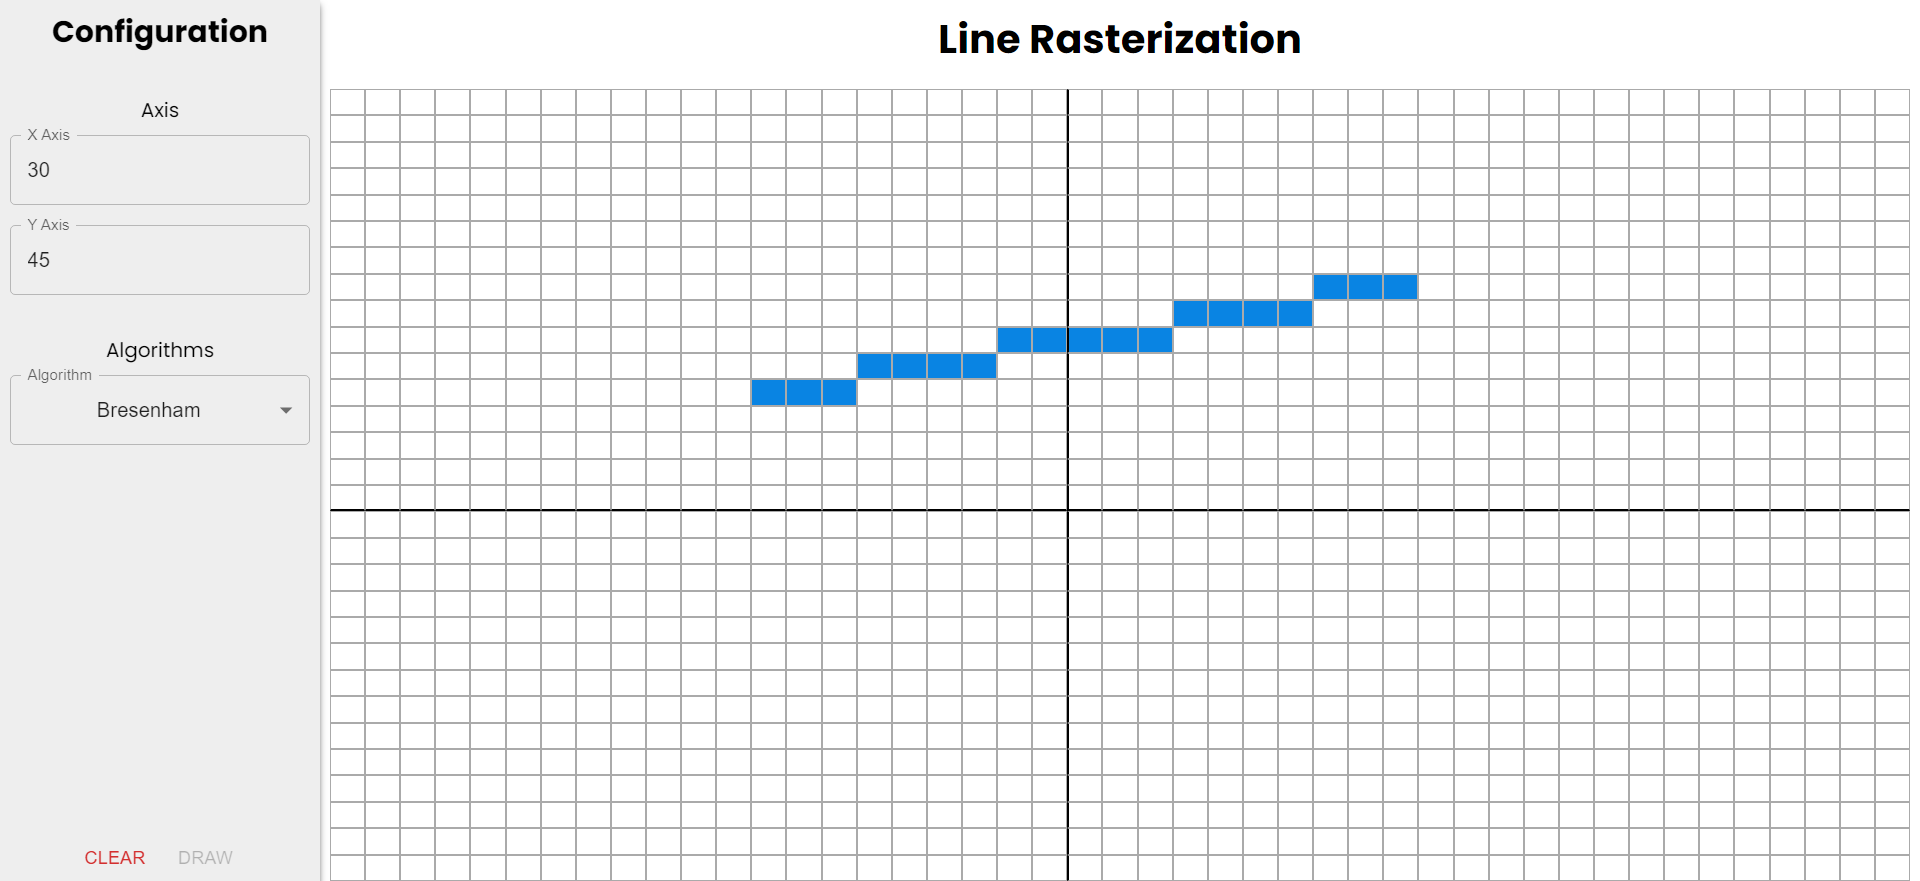 Configuration
Axis
X Axis
30
Y Axis
45
Algorithms
Algorithm
Bresenham
CLEAR DRAW
Line Rasterization